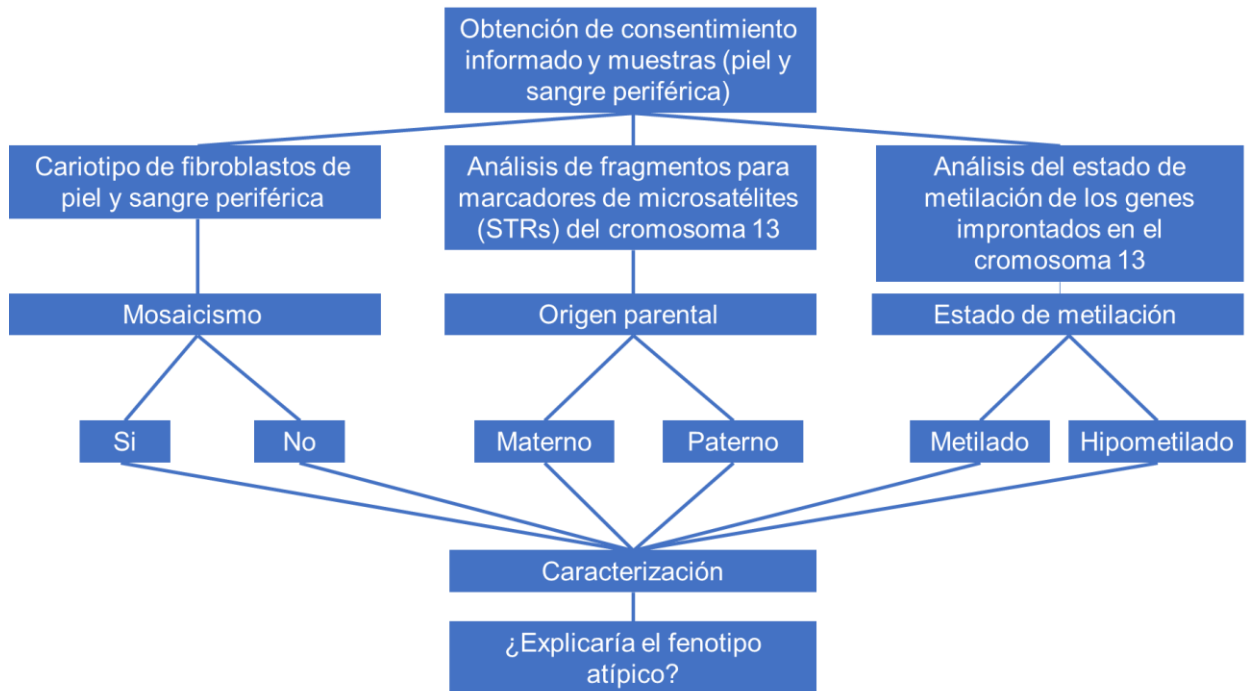 Obtención de consentimiento
informado y muestras (piel y
sangre periférica)
Cariotipo de fibroblastos de
piel y sangre periférica
Análisis de fragmentos para
marcadores de microsatélites
(STRs) del cromosoma 13
Análisis del estado de
metilación de los genes
improntados en el
cromosoma 13
Mosaicismo
Origen parental
Estado de metilación
Si
No
Materno
Paterno
Metilado
Hipometilado
Caracterización
¿Explicaría el fenotipo
atípico?